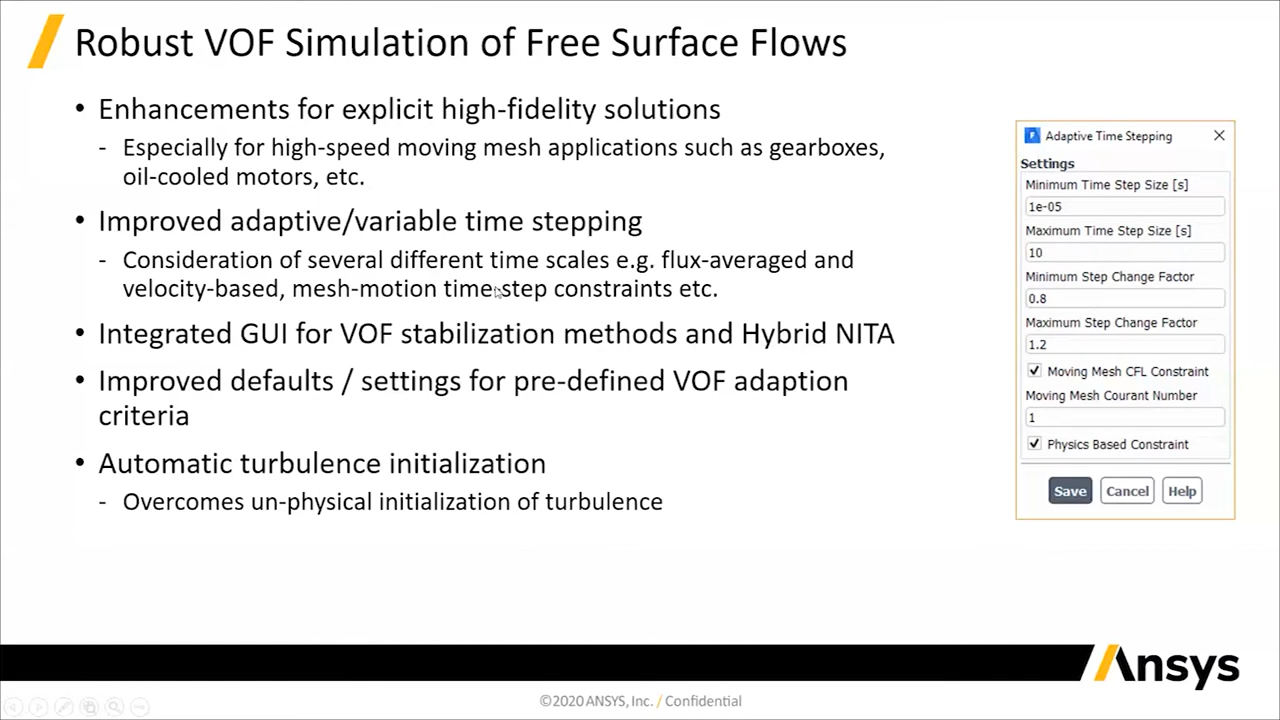 Robust VOF Simulation of Free Surface Flows
• Enhancements for explicit high-fidelity solutions
- Especially for high-speed moving mesh applications such as gearboxes,
oil-cooled motors, etc.
• Improved adaptive/variable time stepping
- Consideration of several different time scales e.g. flux-averaged and
velocity-based, mesh-motion time-step constraints etc.
• Integrated GUI for VOF stabilization methods and Hybrid NITA
• Improved defaults / settings for pre-defined VOF adaption
criteria
• Automatic turbulence initialization
- Overcomes un-physical initialization of turbulence
Adaptive Time Stepping
Settings
Minimum Time Step Size [s]
1e-05
Maximum Time Step Size [s]
10
Minimum Step Change Factor
0.8
Maximum Step Change Factor
1.2
Moving Mesh CFL Constraint
Moving Mesh Courant Number
1
Physics Based Constraint
Save Cancel Help
Ansys
©2020 ANSYS, Inc. / Confidential